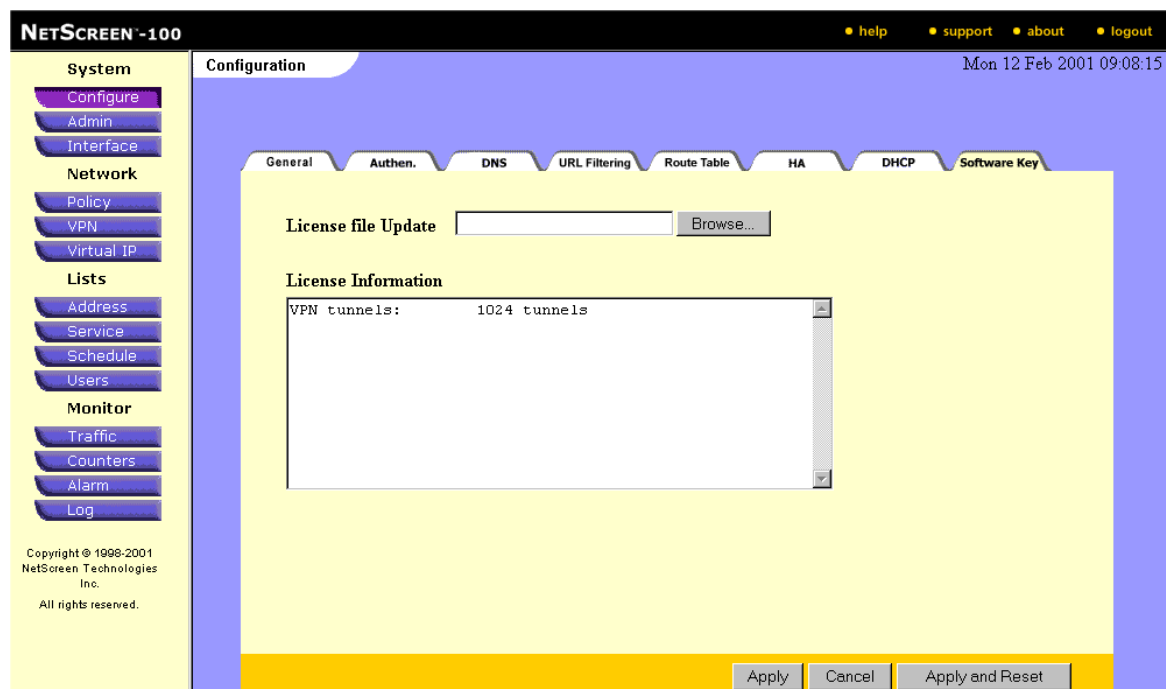 NETSCREEN™-100
help support about logout
System
Configure
Admin
Interface
Network
Policy
VPN
Virtual IP
Lists
Address
Service
Schedule
Users
Monitor
Traffic
Counters
Alarm
Log
Copyright © 1998-2001
NetScreen Technologies
Inc.
All rights reserved.
Configuration
Mon 12 Feb 2001 09:08:15
General Authen. DNS URL Filtering Route Table HA DHCP Software Key
License file Update Browse...
License Information
VPN tunnels: 1024 tunnels
Apply Cancel Apply and Reset